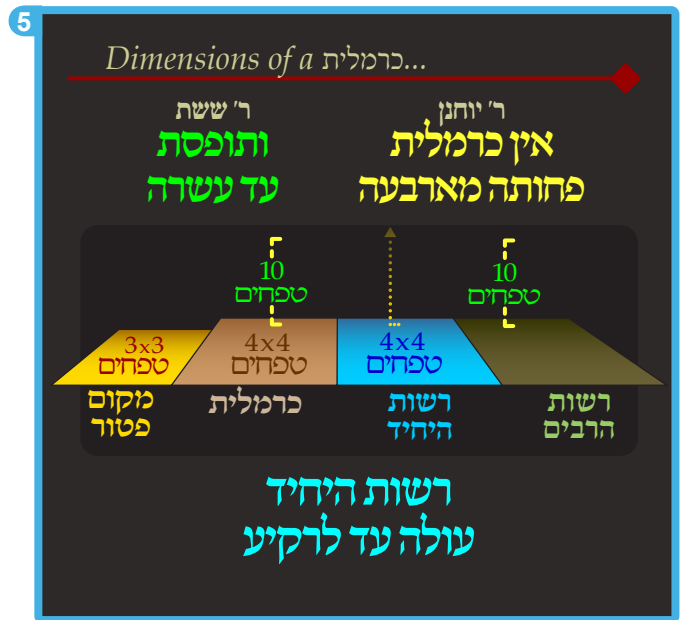 5
Dimensions of a כרמלית...
ר' יוחנן
אין כרמלית
פחותה מארבעה
ר' ששת
ותופסת
עד עשרה
10
טפחים
10
טפחים
4x4
טפחים
4x4
טפחים
3x3
טפחים
רשות
הרבים
רשות
היחיד
כרמלית
מקום
פטור
רשות היחיד
עולה עד לרקיע